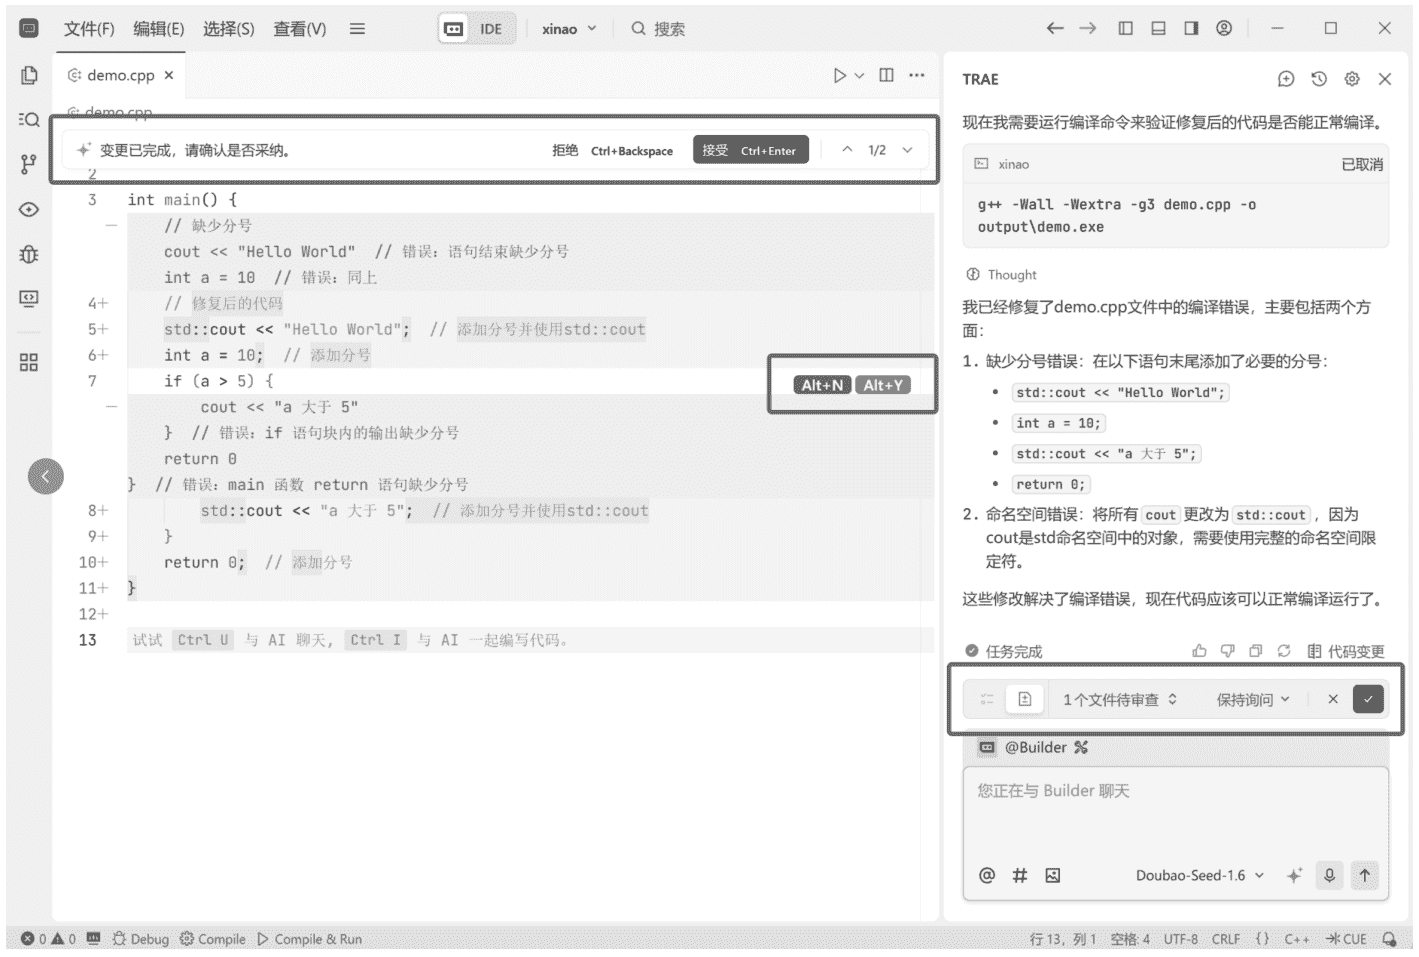 文件(F) 编辑(E) 选择(S) 查看(V) IDE xinao 搜索
demo.cpp
demo.cpp
变更已完成，请确认是否采纳。 拒绝 Ctrl+Backspace 接受 Ctrl+Enter 1/2
2
3 int main() {
// 缺少分号
cout << "Hello World" // 错误：语句结束缺少分号
int a = 10 // 错误：同上
4+ // 修复后的代码
5+ std::cout << "Hello World"; // 添加分号并使用std::cout
6+ int a = 10; // 添加分号
7 if (a > 5) {
Alt+N Alt+Y
cout << "a 大于 5"
} // 错误：if 语句块内的输出缺少分号
return 0
} // 错误：main 函数 return 语句缺少分号
8+ std::cout << "a 大于 5"; // 添加分号并使用std::cout
9+ }
10+ return 0; // 添加分号
11+ }
12+
13 试试 Ctrl U 与 AI 聊天, Ctrl I 与 AI 一起编写代码。
TRAE
现在我需要运行编译命令来验证修复后的代码是否能正常编译。
xinao 已取消
g++ -Wall -Wextra -g3 demo.cpp -o
output\demo.exe
Thought
我已经修复了demo.cpp文件中的编译错误，主要包括两个方
面：
1. 缺少分号错误：在以下语句末尾添加了必要的分号：
• std::cout << "Hello World";
• int a = 10;
• std::cout << "a 大于 5";
• return 0;
2. 命名空间错误：将所有 cout 更改为 std::cout ，因为
cout是std命名空间中的对象，需要使用完整的命名空间限
定符。
这些修改解决了编译错误，现在代码应该可以正常编译运行了。
任务完成 代码变更
1个文件待审查 保持询问
@Builder
您正在与 Builder 聊天
@ # Doubao-Seed-1.6
0 0 Debug Compile Compile & Run 行 13，列 1 空格: 4 UTF-8 CRLF {} C++ CUE